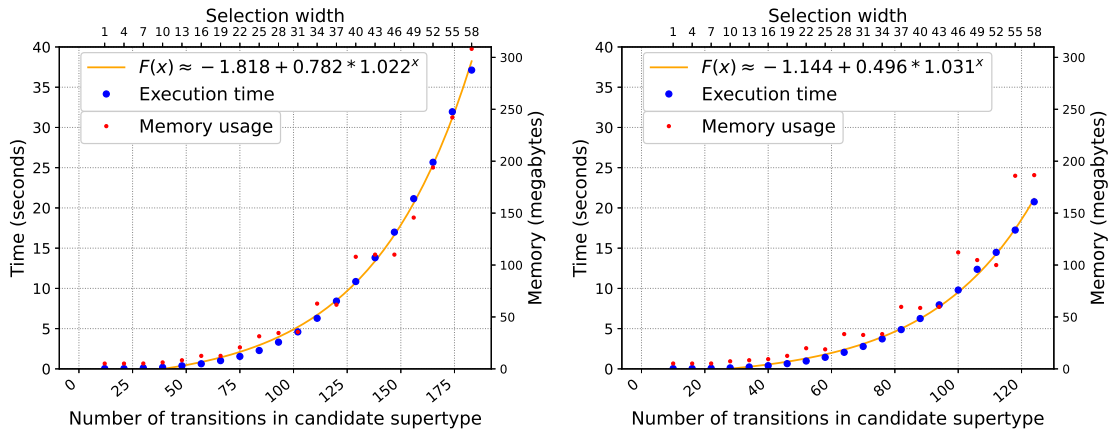 Selection width
1 4 7 10 13 16 19 22 25 28 31 34 37 40 43 46 49 52 55 58
40
35
30
25
20
15
10
5
0
Time (seconds)
F(x) ≈ −1.818 + 0.782 * 1.022^x
Execution time
Memory usage
300
250
200
150
100
50
0
Memory (megabytes)
0 25 50 75 100 125 150 175
Number of transitions in candidate supertype
Selection width
1 4 7 10 13 16 19 22 25 28 31 34 37 40 43 46 49 52 55 58
40
35
30
25
20
15
10
5
0
Time (seconds)
F(x) ≈ −1.144 + 0.496 * 1.031^x
Execution time
Memory usage
300
250
200
150
100
50
0
Memory (megabytes)
0 20 40 60 80 100 120
Number of transitions in candidate supertype